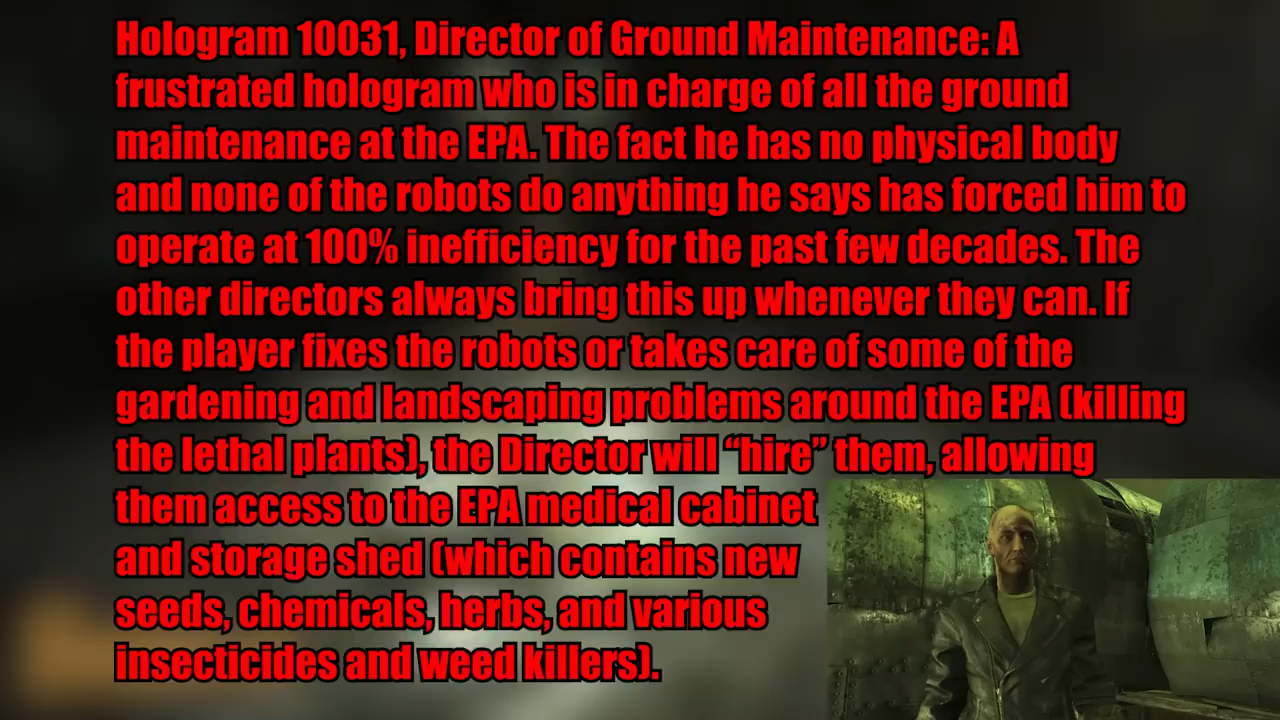 Hologram 10031, Director of Ground Maintenance: A
frustrated hologram who is in charge of all the ground
maintenance at the EPA. The fact he has no physical body
and none of the robots do anything he says has forced him to
operate at 100% inefficiency for the past few decades. The
other directors always bring this up whenever they can. If
the player fixes the robots or takes care of some of the
gardening and landscaping problems around the EPA (killing
the lethal plants), the Director will “hire” them, allowing
them access to the EPA medical cabinet
and storage shed (which contains new
seeds, chemicals, herbs, and various
insecticides and weed killers).